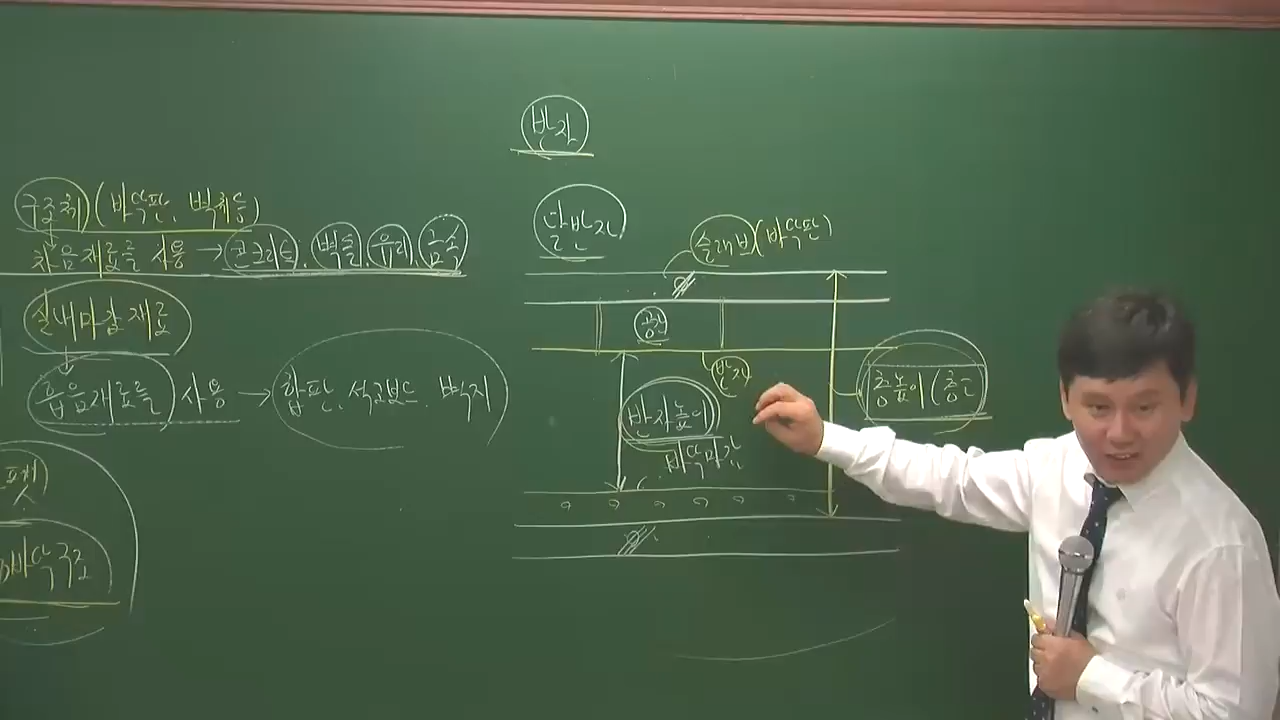 구조체(바닥판, 벽체등)
차음재료를 사용 → 콘크리트, 벽돌, 유리, 금속
실내마감재료
흡음재료를 사용 → 합판, 석고보드, 벽지
바닥구조
반자
달반자
슬래브(바닥판)
공간
반자
반자높이
바닥마감
층높이(층고